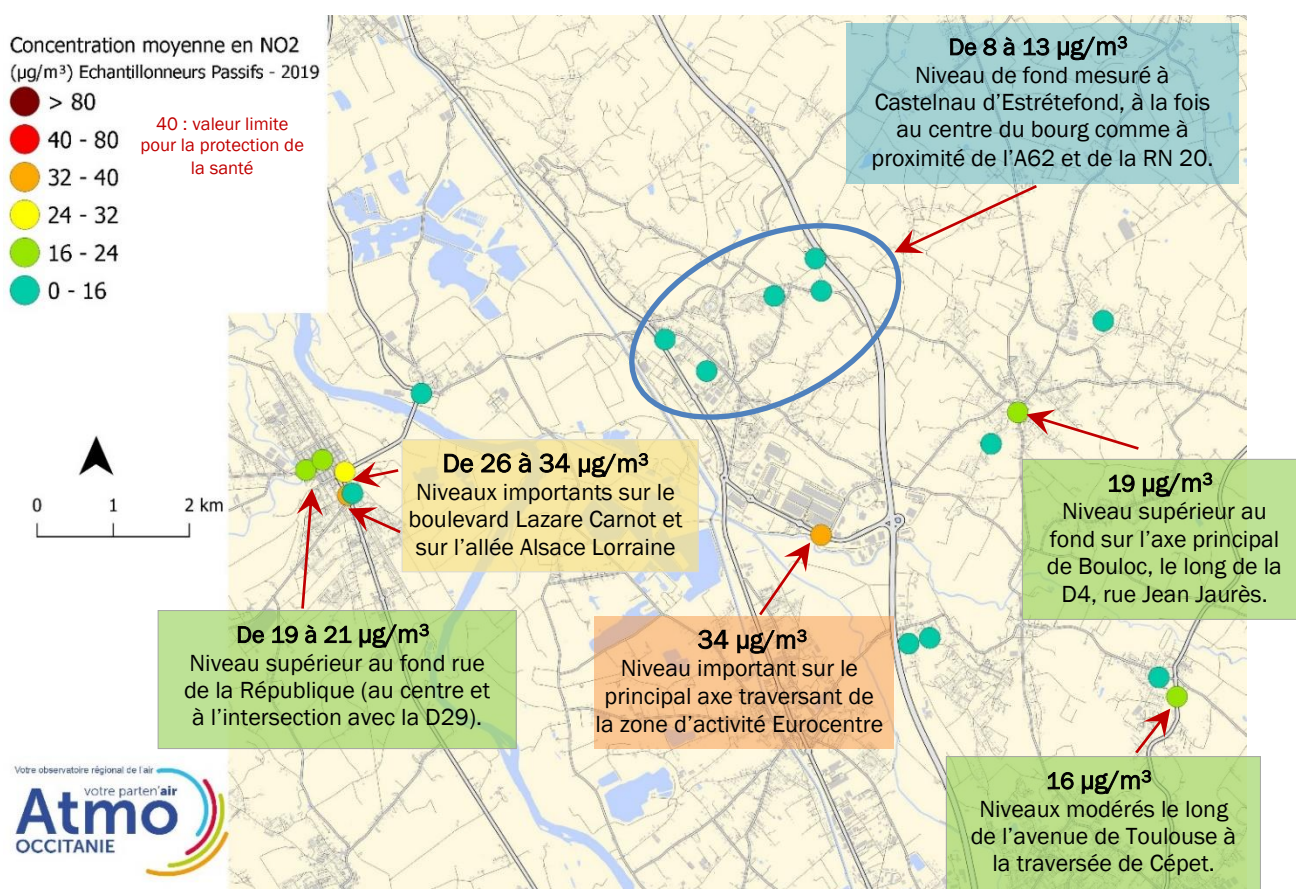 Concentration moyenne en NO2
(µg/m³) Echantillonneurs Passifs - 2019
> 80
40 - 80
32 - 40
24 - 32
16 - 24
0 - 16
40 : valeur limite
pour la protection de
la santé
De 8 à 13 µg/m³
Niveau de fond mesuré à
Castelnau d'Estrétefond, à la fois
au centre du bourg comme à
proximité de l'A62 et de la RN 20.
0 1 2 km
De 26 à 34 µg/m³
Niveaux importants sur le
boulevard Lazare Carnot et
sur l'allée Alsace Lorraine
19 µg/m³
Niveau supérieur au
fond sur l'axe principal
de Bouloc, le long de la
D4, rue Jean Jaurès.
De 19 à 21 µg/m³
Niveau supérieur au fond rue
de la République (au centre et
à l'intersection avec la D29).
34 µg/m³
Niveau important sur le
principal axe traversant de
la zone d'activité Eurocentre
16 µg/m³
Niveaux modérés le long
de l'avenue de Toulouse à
la traversée de Cépet.
Votre observatoire régional de l'air
votre parten'air
Atmo
OCCITANIE